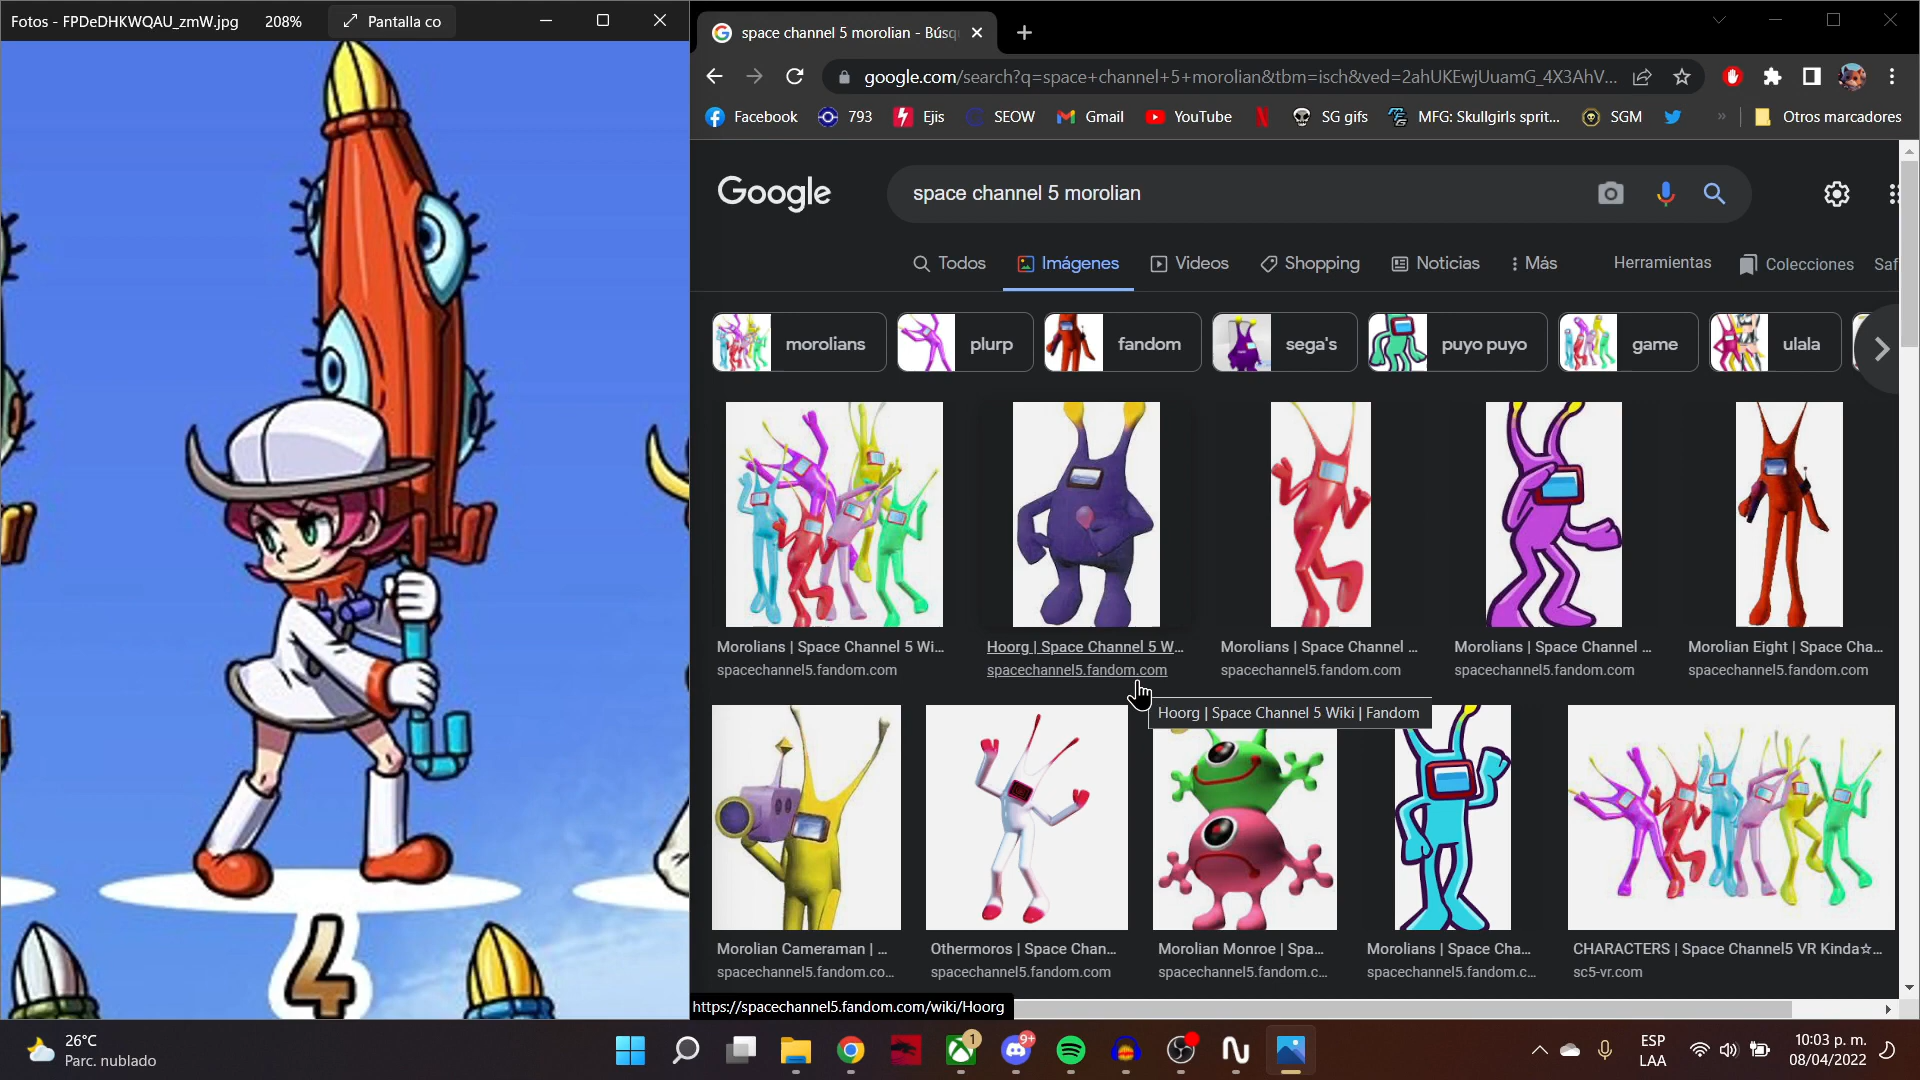 Fotos - FPDeDHKWQAU_zmW.jpg
208%
Pantalla co
4
space channel 5 morolian - Búsq
google.com/search?q=space+channel+5+morolian&tbm=isch&ved=2ahUKEwjUuamG_4X3AhV...
Facebook
793
Ejis
SEOW
Gmail
YouTube
SG gifs
MFG: Skullgirls sprit...
SGM
»
Otros marcadores
Google
space channel 5 morolian
Todos
Imágenes
Videos
Shopping
Noticias
Más
Herramientas
Colecciones
Saf
morolians
plurp
fandom
sega's
puyo puyo
game
ulala
Morolians | Space Channel 5 Wi...
spacechannel5.fandom.com
Hoorg | Space Channel 5 W...
spacechannel5.fandom.com
Morolians | Space Channel ...
spacechannel5.fandom.com
Morolians | Space Channel ...
spacechannel5.fandom.com
Morolian Eight | Space Cha...
spacechannel5.fandom.com
Hoorg | Space Channel 5 Wiki | Fandom
Morolian Cameraman | ...
spacechannel5.fandom.co...
Othermoros | Space Chan...
spacechannel5.fandom.com
Morolian Monroe | Spa...
spacechannel5.fandom.c...
Morolians | Space Cha...
spacechannel5.fandom.c...
CHARACTERS | Space Channel5 VR Kinda☆...
sc5-vr.com
https://spacechannel5.fandom.com/wiki/Hoorg
26°C
Parc. nublado
1
9+
ESP
LAA
10:03 p. m.
08/04/2022